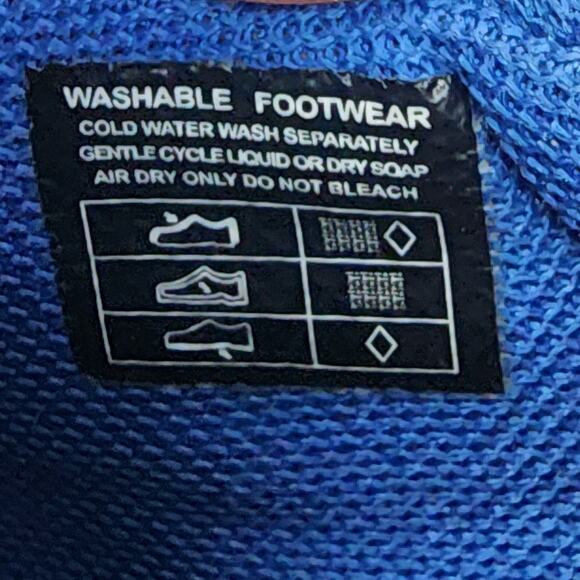 WASHABLE FOOTWEAR
COLD WATER WASH SEPARATELY
GENTLE CYCLE LIQUID OR DRY SOAP
AIR DRY ONLY DO NOT BLEACH